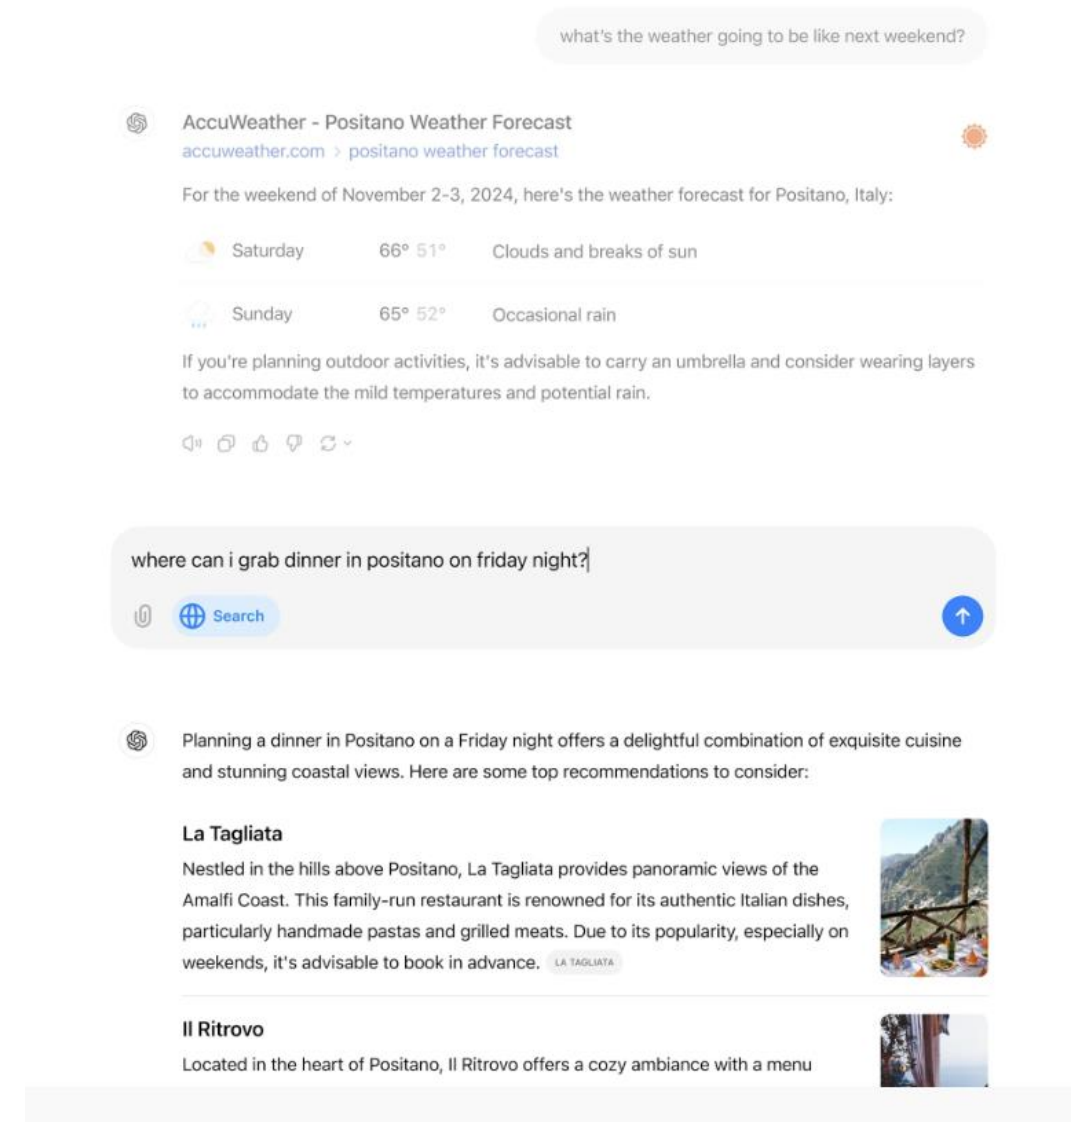 what's the weather going to be like next weekend?
AccuWeather - Positano Weather Forecast
accuweather.com > positano weather forecast
For the weekend of November 2-3, 2024, here's the weather forecast for Positano, Italy:
Saturday 66° 51° Clouds and breaks of sun
Sunday 65° 52° Occasional rain
If you're planning outdoor activities, it's advisable to carry an umbrella and consider wearing layers
to accommodate the mild temperatures and potential rain.
where can i grab dinner in positano on friday night?
Search
Planning a dinner in Positano on a Friday night offers a delightful combination of exquisite cuisine
and stunning coastal views. Here are some top recommendations to consider:
La Tagliata
Nestled in the hills above Positano, La Tagliata provides panoramic views of the
Amalfi Coast. This family-run restaurant is renowned for its authentic Italian dishes,
particularly handmade pastas and grilled meats. Due to its popularity, especially on
weekends, it's advisable to book in advance. LA TAGLIATA
Il Ritrovo
Located in the heart of Positano, Il Ritrovo offers a cozy ambiance with a menu